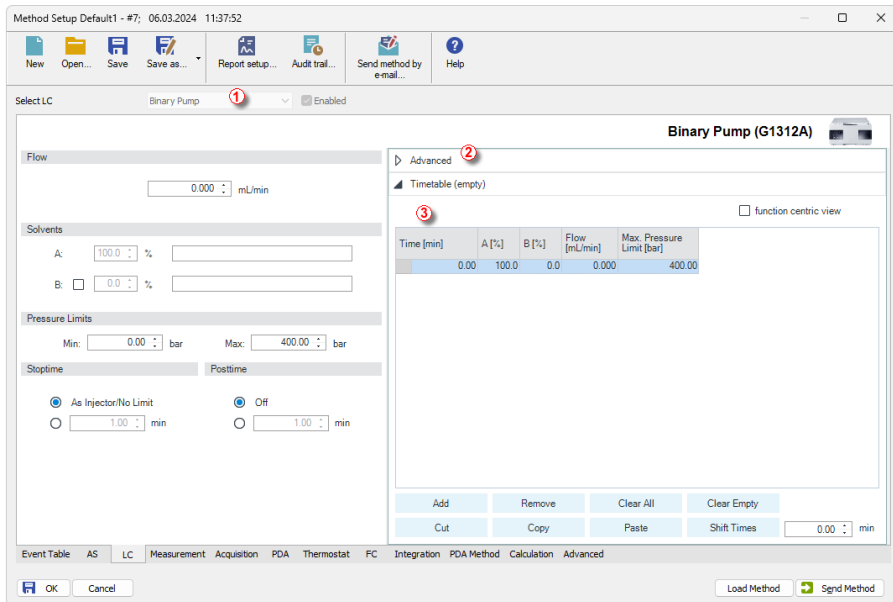 Method Setup Default1 - #7; 06.03.2024 11:37:52
New Open... Save Save as... Report setup... Audit trail... Send method by e-mail... Help
Select LC Binary Pump 1 Enabled
Binary Pump (G1312A)
Flow
0.000 mL/min
Solvents
A: 100.0 %
B: 0.0 %
Pressure Limits
Min: 0.00 bar Max: 400.00 bar
Stoptime Posttime
As Injector/No Limit Off
1.00 min 1.00 min
Advanced 2
Timetable (empty)
3 function centric view
Time [min] A [%] B [%] Flow [mL/min] Max. Pressure Limit [bar]
0.00 100.0 0.0 0.000 400.00
Add Remove Clear All Clear Empty
Cut Copy Paste Shift Times 0.00 min
Event Table AS LC Measurement Acquisition PDA Thermostat FC Integration PDA Method Calculation Advanced
OK Cancel Load Method Send Method